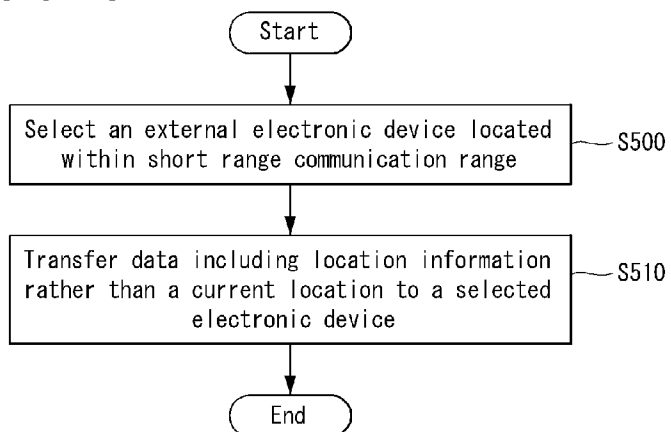 Start
Select an external electronic device located
within short range communication range
S500
Transfer data including location information
rather than a current location to a selected
electronic device
S510
End